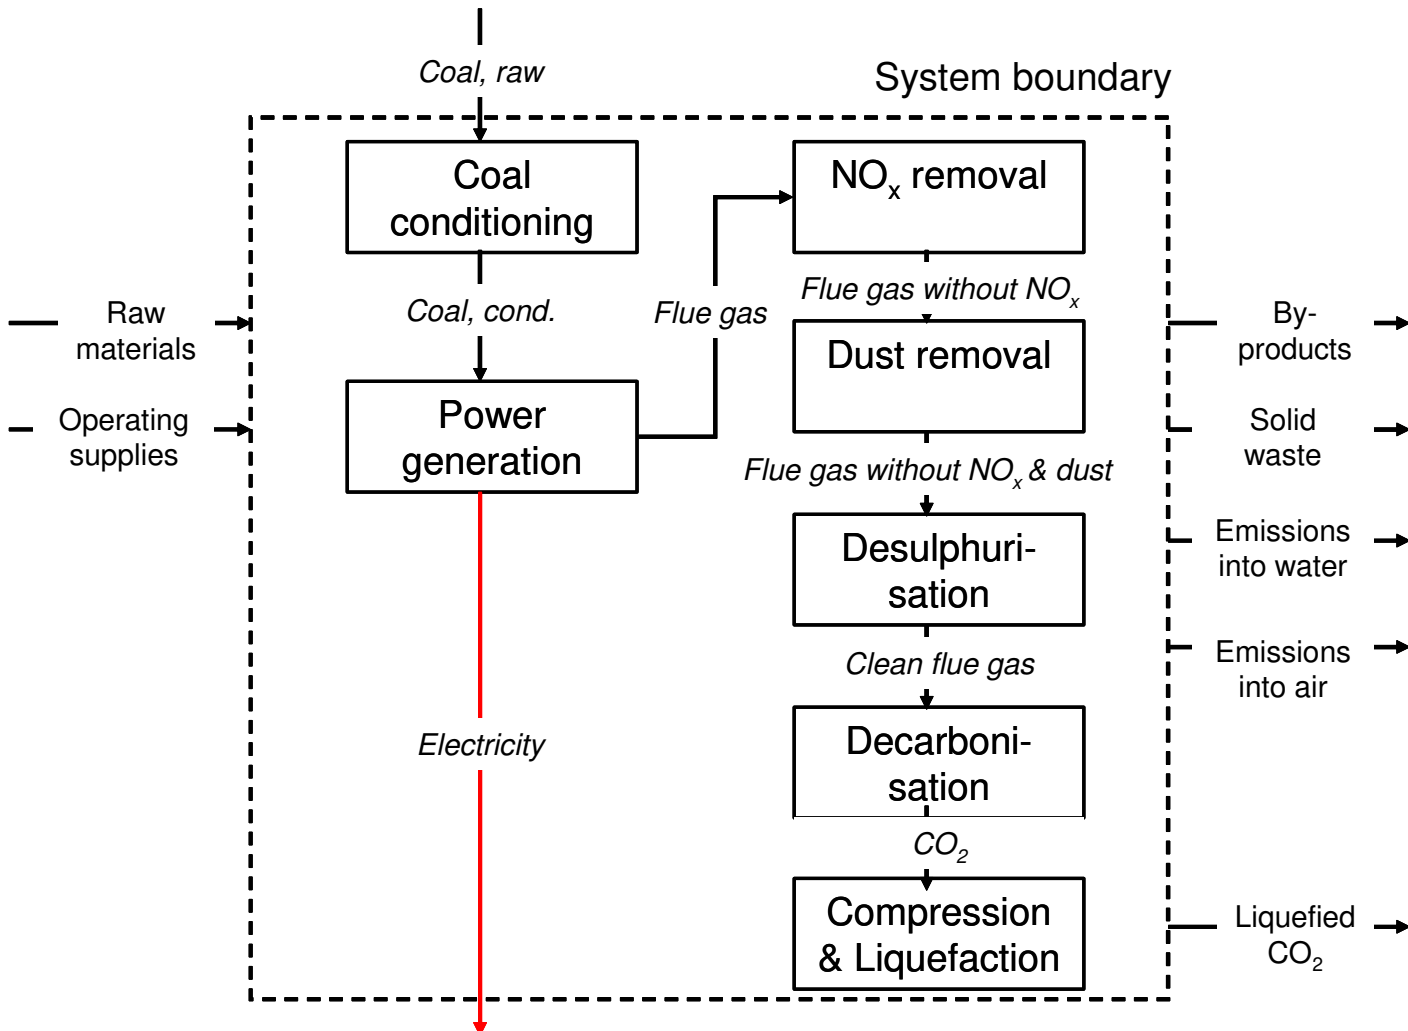 Coal, raw
System boundary
Coal
conditioning
NOx removal
Raw
materials
Coal, cond.
Flue gas
Flue gas without NOx
By-
products
Dust removal
Operating
supplies
Power
generation
Solid
waste
Flue gas without NOx & dust
Desulphuri-
sation
Emissions
into water
Clean flue gas
Emissions
into air
Electricity
Decarboni-
sation
CO2
Compression
& Liquefaction
Liquefied
CO2